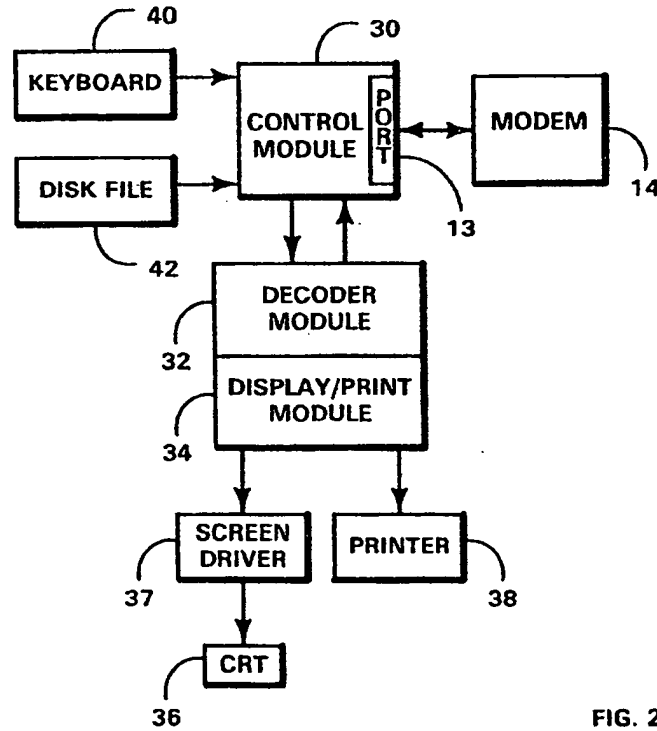 40
30
KEYBOARD
CONTROL
MODULE
PORT
MODEM
14
13
DISK FILE
42
DECODER
MODULE
32
DISPLAY/PRINT
MODULE
34
SCREEN
DRIVER
37
PRINTER
38
CRT
36
FIG. 2